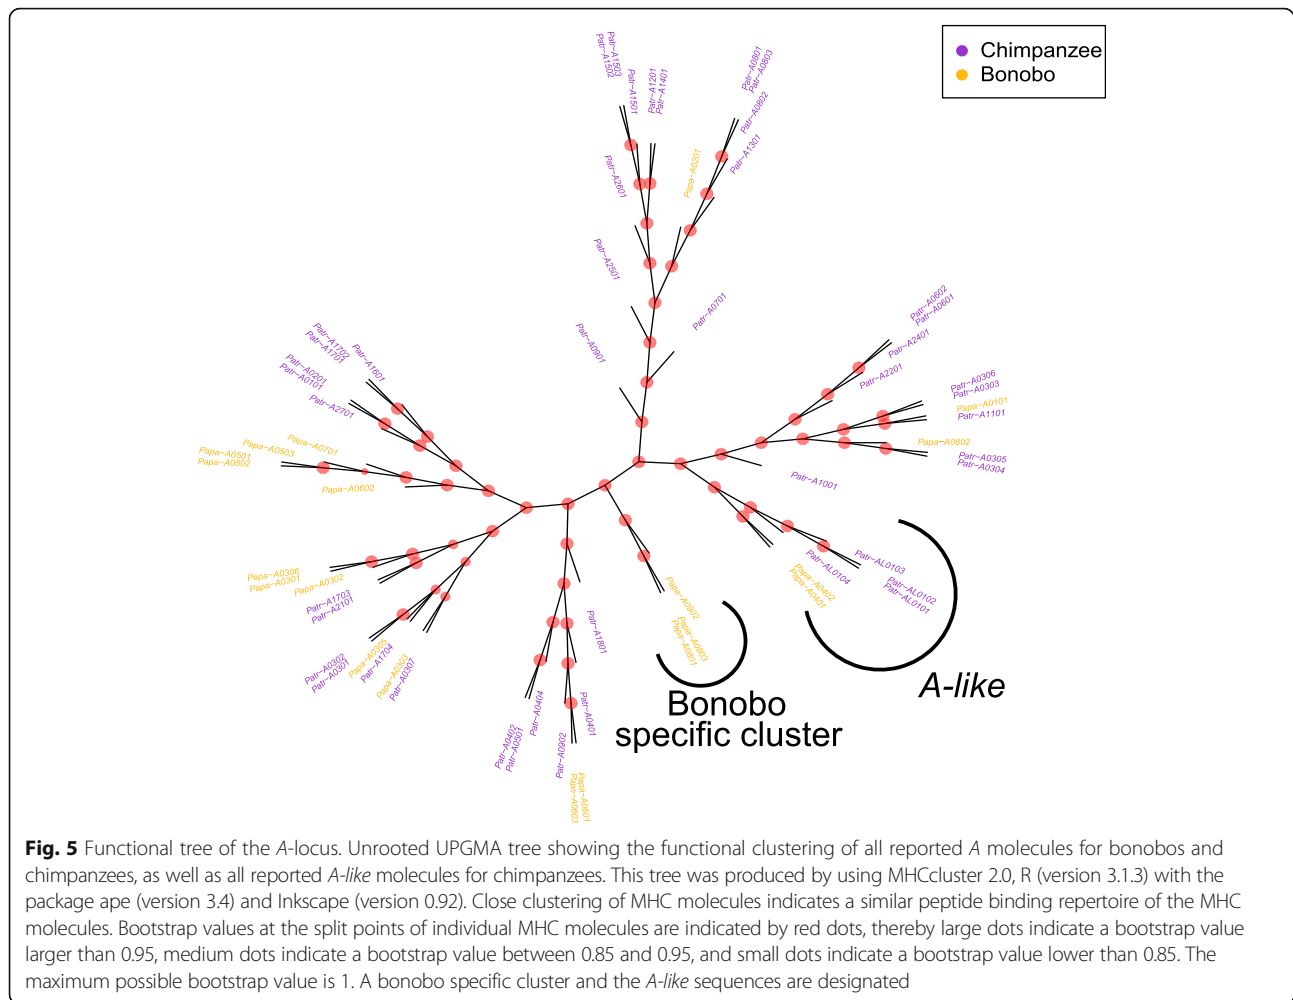 Chimpanzee
Bonobo
Patr-A1503
Patr-A1502
Patr-A1501
Patr-A1201
Patr-A1401
Patr-A0801
Patr-A0803
Patr-A0802
Patr-A1301
Papa-A0201
Patr-A2601
Patr-A2501
Patr-A0901
Patr-A0701
Patr-A0602
Patr-A0601
Patr-A2401
Patr-A2201
Patr-A0306
Patr-A0303
Papa-A0101
Patr-A1101
Papa-A0602
Patr-A0305
Patr-A0304
Patr-A1001
Patr-A1702
Patr-A1701
Patr-A1601
Patr-A0201
Patr-A0101
Patr-A2701
Papa-A0701
Papa-A0503
Papa-A0501
Papa-A0502
Papa-A0602
Papa-A0306
Papa-A0301
Papa-A0302
Patr-A1703
Patr-A2101
Patr-A0302
Patr-A0301
Papa-A0305
Patr-A1704
Papa-A0303
Patr-A0307
Patr-AL0103
Patr-AL0104
Patr-AL0102
Patr-AL0101
Papa-A0402
Papa-A0401
Papa-A0902
Papa-A0803
Papa-A0801
Patr-A1801
Patr-A0404
Patr-A0401
Patr-A0402
Patr-A0501
Patr-A0902
Papa-A0601
Papa-A0603
A-like
Bonobo
specific cluster
Fig. 5 Functional tree of the A-locus. Unrooted UPGMA tree showing the functional clustering of all reported A molecules for bonobos and
chimpanzees, as well as all reported A-like molecules for chimpanzees. This tree was produced by using MHCcluster 2.0, R (version 3.1.3) with the
package ape (version 3.4) and Inkscape (version 0.92). Close clustering of MHC molecules indicates a similar peptide binding repertoire of the MHC
molecules. Bootstrap values at the split points of individual MHC molecules are indicated by red dots, thereby large dots indicate a bootstrap value
larger than 0.95, medium dots indicate a bootstrap value between 0.85 and 0.95, and small dots indicate a bootstrap value lower than 0.85. The
maximum possible bootstrap value is 1. A bonobo specific cluster and the A-like sequences are designated